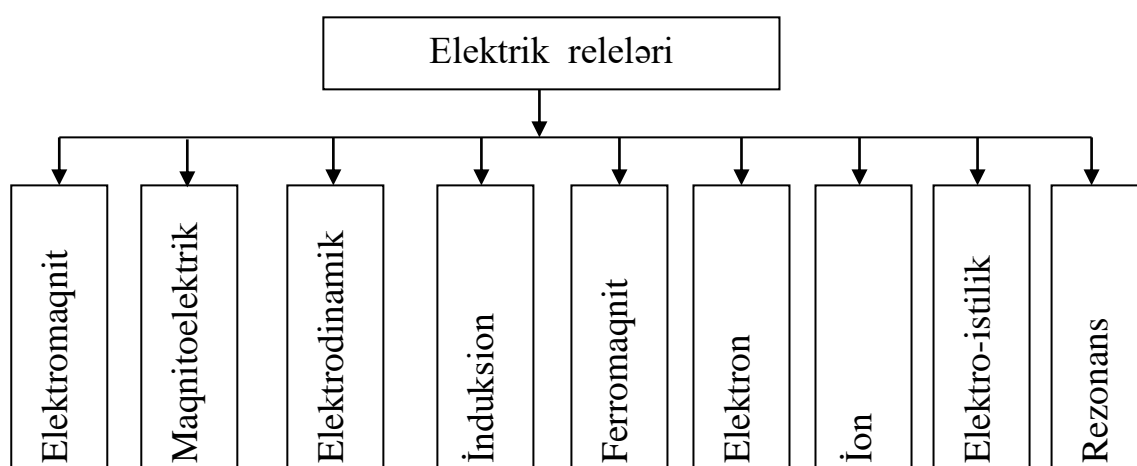 Elektrik releləri
Elektromaqnit
Maqnitoelektrik
Elektrodinamik
İnduksion
Ferromaqnit
Elektron
İon
Elektro-istilik
Rezonans